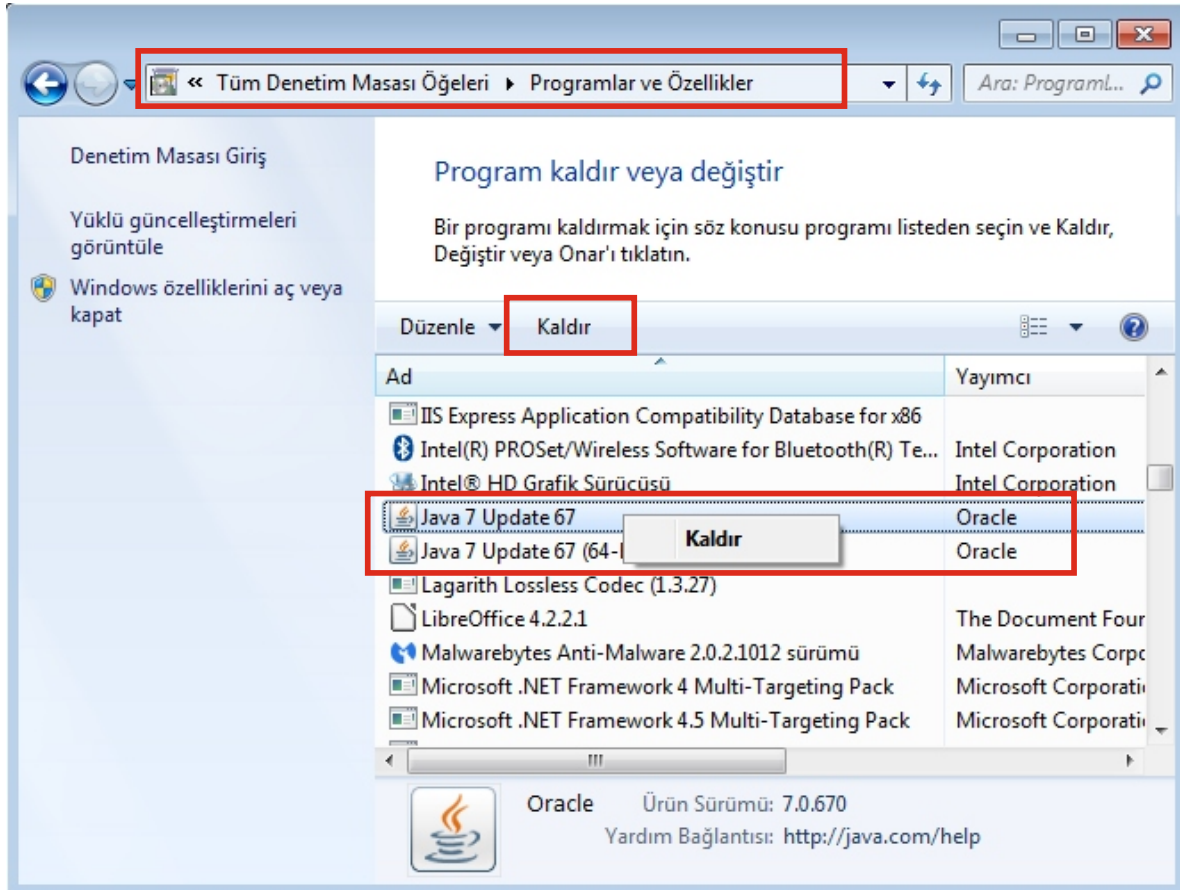 « Tüm Denetim Masası Öğeleri ▸ Programlar ve Özellikler
Ara: Programl...
Denetim Masası Giriş
Yüklü güncelleştirmeleri
görüntüle
Windows özelliklerini aç veya
kapat
Program kaldır veya değiştir
Bir programı kaldırmak için söz konusu programı listeden seçin ve Kaldır,
Değiştir veya Onar'ı tıklatın.
Düzenle Kaldır
Ad Yayımcı
IIS Express Application Compatibility Database for x86
Intel(R) PROSet/Wireless Software for Bluetooth(R) Te... Intel Corporation
Intel® HD Grafik Sürücüsü Intel Corporation
Java 7 Update 67 Oracle
Kaldır
Java 7 Update 67 (64- Oracle
Lagarith Lossless Codec (1.3.27)
LibreOffice 4.2.2.1 The Document Four
Malwarebytes Anti-Malware 2.0.2.1012 sürümü Malwarebytes Corpc
Microsoft .NET Framework 4 Multi-Targeting Pack Microsoft Corporati
Microsoft .NET Framework 4.5 Multi-Targeting Pack Microsoft Corporati
Oracle Ürün Sürümü: 7.0.670
Yardım Bağlantısı: http://java.com/help